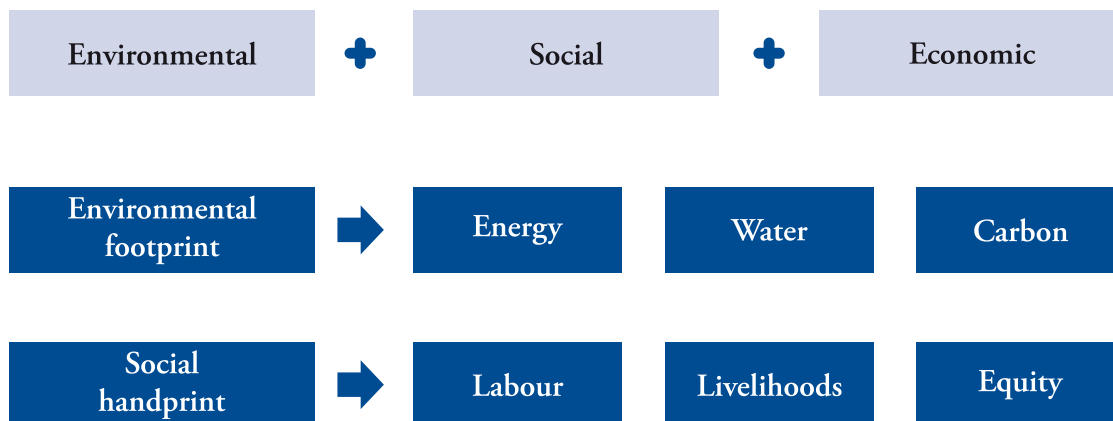 Environmental
Social
Economic
Environmental
footprint
Energy
Water
Carbon
Social
handprint
Labour
Livelihoods
Equity